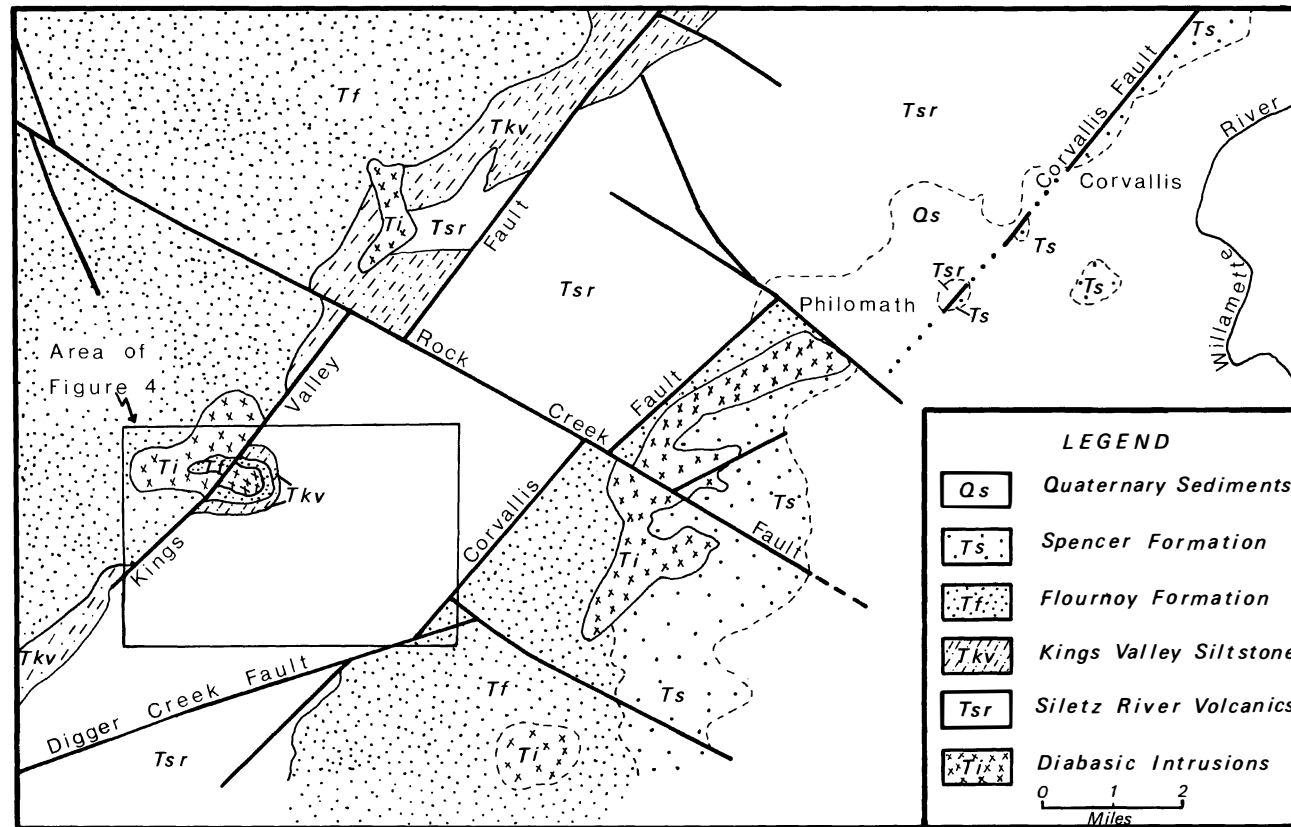 Ts
Corvallis Fault
River
Tf
Tkv
Tsr
Corvallis
Qs
Ti
Tsr
Fault
Ts
Tsr
Ts
Ts
Tsr
Philomath
Willamette
Area of
Figure 4
Rock
Valley
Creek
Fault
Ti
Tf
Tkv
Corvallis
Ts
Kings
Fault
Ti
Tkv
Digger Creek Fault
Tf
Ts
Tsr
Ti
LEGEND
Qs Quaternary Sediments
Ts Spencer Formation
Tf Flournoy Formation
Tkv Kings Valley Siltstone
Tsr Siletz River Volcanics
Ti Diabasic Intrusions
0 1 2
Miles